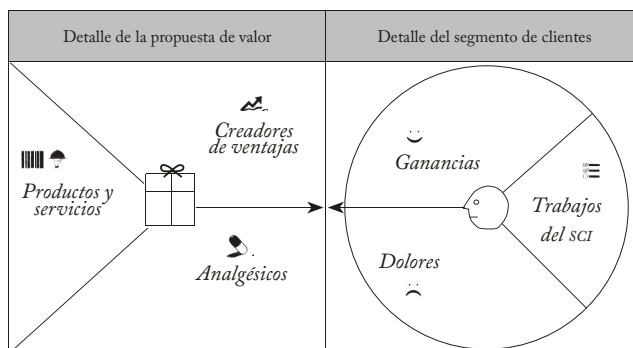 Detalle de la propuesta de valor
Detalle del segmento de clientes
Creadores
de ventajas
Productos y
servicios
Analgésicos
Ganancias
Trabajos
del SCI
Dolores